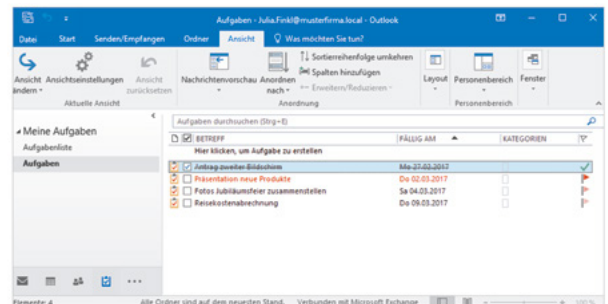 Aufgaben - Julia.Finkl@musterfirma.local - Outlook
Datei Start Senden/Empfangen Ordner Ansicht Was möchten Sie tun?
Ansicht ändern Ansichtseinstellungen Ansicht zurücksetzen
Aktuelle Ansicht
Nachrichtenvorschau Anordnen nach
Sortierreihenfolge umkehren
Spalten hinzufügen
Erweitern/Reduzieren
Anordnung
Layout Personenbereich Fenster
Personenbereich
Meine Aufgaben
Aufgabenliste
Aufgaben
Aufgaben durchsuchen (Strg+E)
BETREFF FÄLLIG AM KATEGORIEN
Hier klicken, um Aufgabe zu erstellen
Antrag zweiter Bildschirm Mo 27.02.2017
Präsentation neue Produkte Do 02.03.2017
Fotos Jubiläumsfeier zusammenstellen Sa 04.03.2017
Reisekostenabrechnung Do 09.03.2017
Elemente: 4 Alle Ordner sind auf dem neuesten Stand. Verbunden mit Microsoft Exchange 100 %